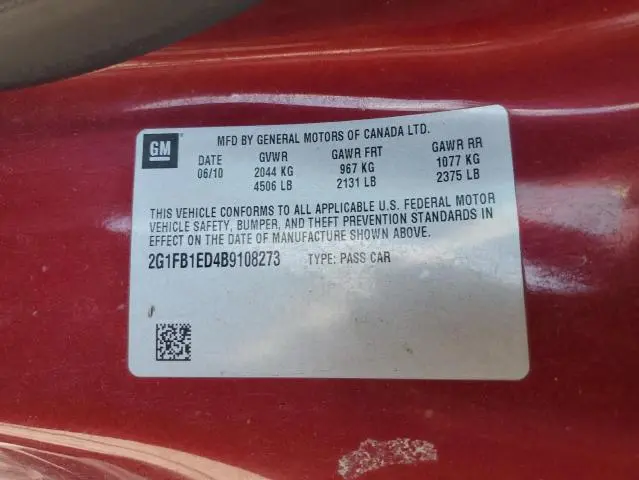 GM
MFD BY GENERAL MOTORS OF CANADA LTD.
DATE GVWR GAWR FRT GAWR RR
06/10 2044 KG 967 KG 1077 KG
4506 LB 2131 LB 2375 LB
THIS VEHICLE CONFORMS TO ALL APPLICABLE U.S. FEDERAL MOTOR
VEHICLE SAFETY, BUMPER, AND THEFT PREVENTION STANDARDS IN
EFFECT ON THE DATE OF MANUFACTURE SHOWN ABOVE.
2G1FB1ED4B9108273 TYPE: PASS CAR